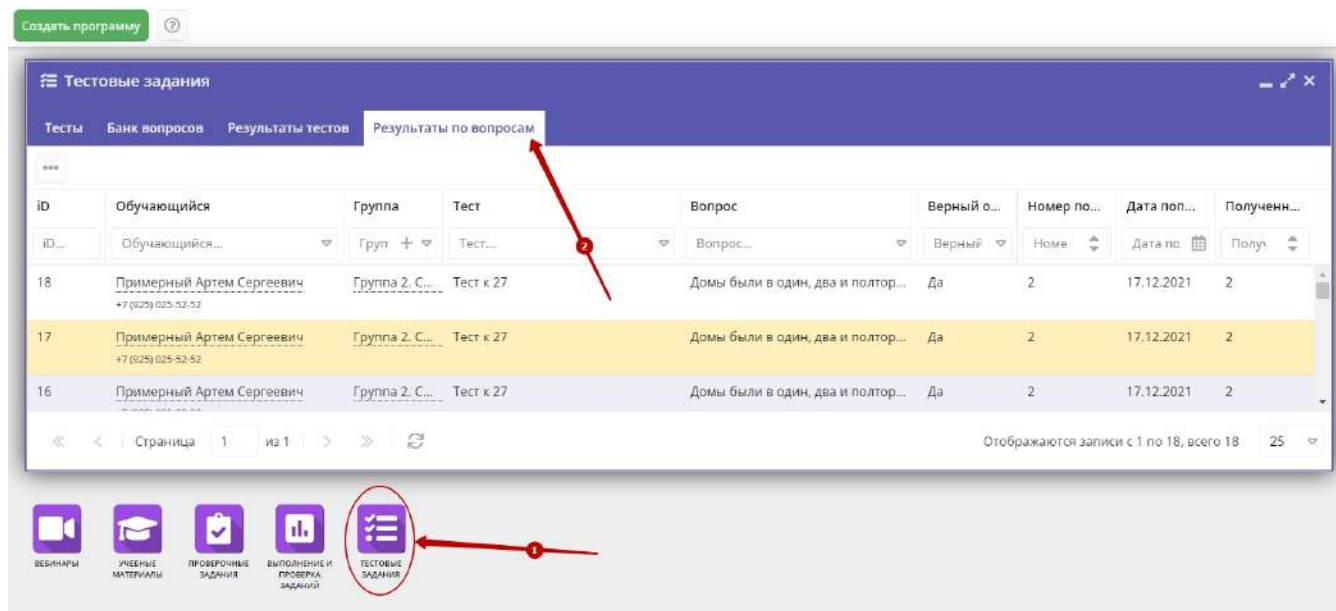 Создать программу
Тестовые задания
Тесты Банк вопросов Результаты тестов Результаты по вопросам
iD Обучающийся Группа Тест Вопрос Верный о... Номер по... Дата поп... Полученн...
iD... Обучающийся... Груп Тест... Вопрос... Верный Номе Дата по Получ
18 Примерный Артем Сергеевич Группа 2. С... Тест к 27 Домы были в один, два и полтор... Да 2 17.12.2021 2
+7 (925) 025-52-52
17 Примерный Артем Сергеевич Группа 2. С... Тест к 27 Домы были в один, два и полтор... Да 2 17.12.2021 2
+7 (925) 025-52-52
16 Примерный Артем Сергеевич Группа 2. С... Тест к 27 Домы были в один, два и полтор... Да 2 17.12.2021 2
Страница 1 из 1 Отображаются записи с 1 по 18, всего 18 25
2
1
ВЕБИНАРЫ
УЧЕБНЫЕ
МАТЕРИАЛЫ
ПРОВЕРОЧНЫЕ
ЗАДАНИЯ
ВЫПОЛНЕНИЕ И
ПРОВЕРКА
ЗАДАНИЙ
ТЕСТОВЫЕ
ЗАДАНИЯ